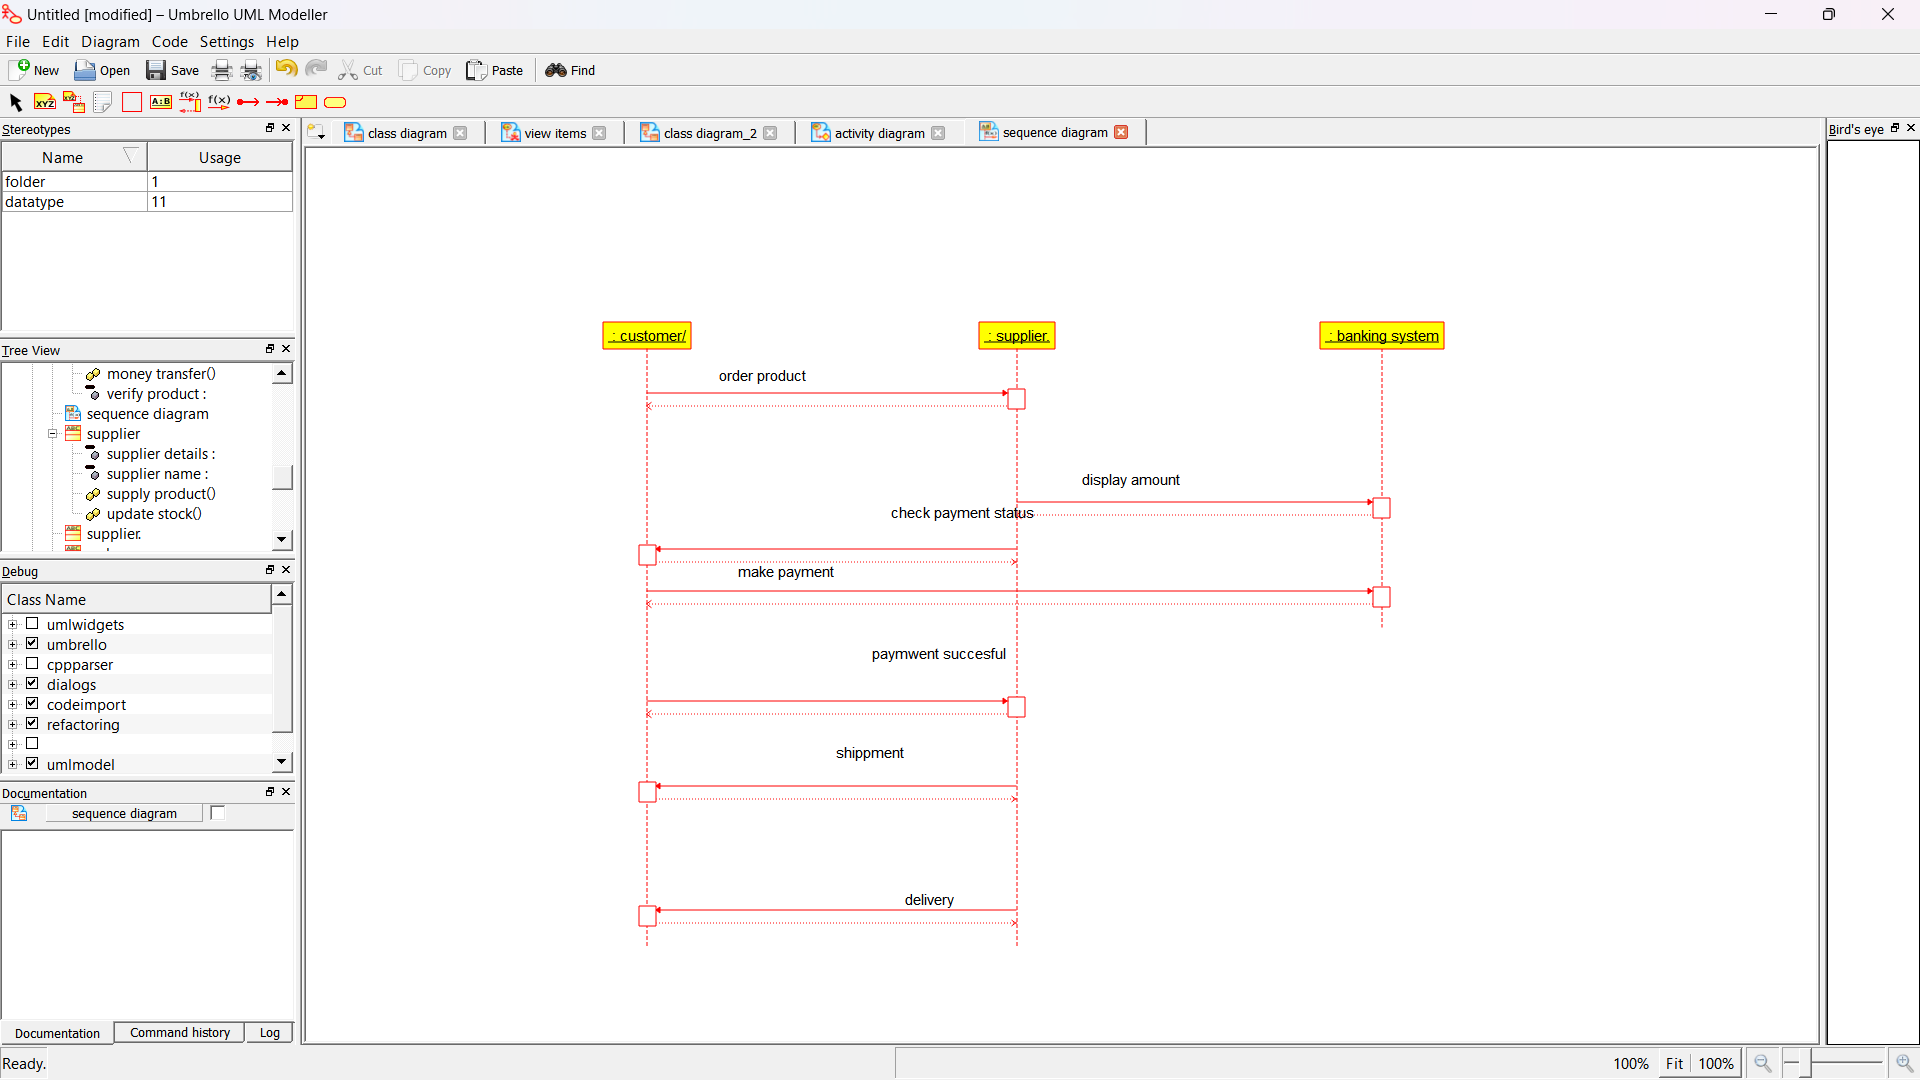 Untitled [modified] – Umbrello UML Modeller
File Edit Diagram Code Settings Help
New Open Save Cut Copy Paste Find
XYZ XYZ A:B f(x) f(x)
Stereotypes
Name Usage
folder 1
datatype 11
Tree View
money transfer()
verify product :
sequence diagram
supplier
supplier details :
supplier name :
supply product()
update stock()
supplier.
Debug
Class Name
umlwidgets
umbrello
cppparser
dialogs
codeimport
refactoring
umlmodel
Documentation
sequence diagram
Documentation Command history Log
Ready.
class diagram view items class diagram_2 activity diagram sequence diagram
: customer/ : supplier. : banking system
order product
display amount
check payment status
make payment
paymwent succesful
shippment
delivery
Bird's eye
100% Fit 100%